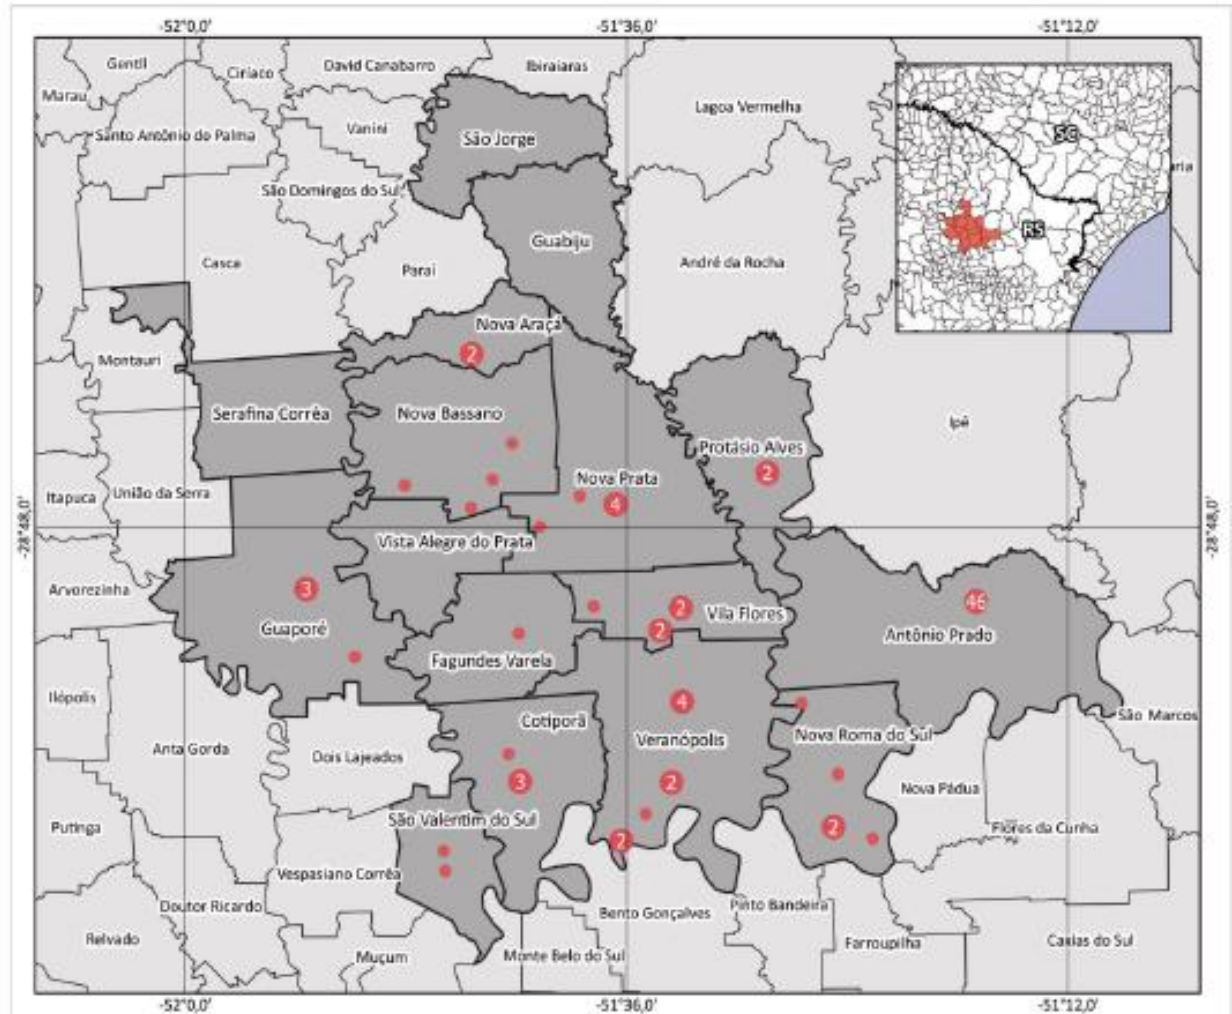 -52°0,0'
-51°36,0'
-51°12,0'
Gentil
Ciríaco
David Canabarro
Ibiraiaras
Marau
Lagoa Vermelha
Santo Antônio do Palma
Vanini
São Jorge
SC
ria
São Domingos do Sul
Guabiju
RS
Casca
Paraí
André da Rocha
Nova Araçá
2
Montauri
Serafina Corrêa
Nova Bassano
Ipê
Protásio Alves
2
Nova Prata
4
Itapuca
União da Serra
-28°48,0'
-28°48,0'
Vista Alegre do Prata
Arvorezinha
3
2
Vila Flores
46
Guaporé
2
Antônio Prado
Fagundes Varela
Ilópolis
4
São Marcos
Cotiporã
Anta Gorda
Dois Lajeados
Veranópolis
Nova Roma do Sul
3
2
Nova Pádua
São Valentim do Sul
Putinga
2
2
Flores da Cunha
Vespasiano Corrêa
Doutor Ricardo
Bento Gonçalves
Pinto Bandeira
Relvado
Muçum
Monte Belo do Sul
Farroupilha
Caxias do Sul
-52°0,0'
-51°36,0'
-51°12,0'